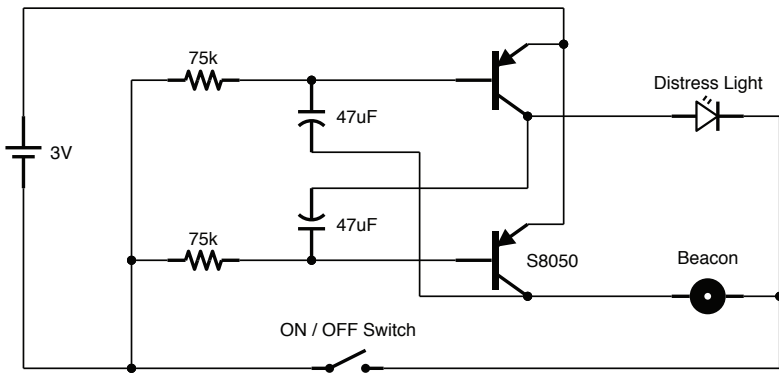 75k
Distress Light
47uF
3V
75k
47uF
S8050
Beacon
ON / OFF Switch